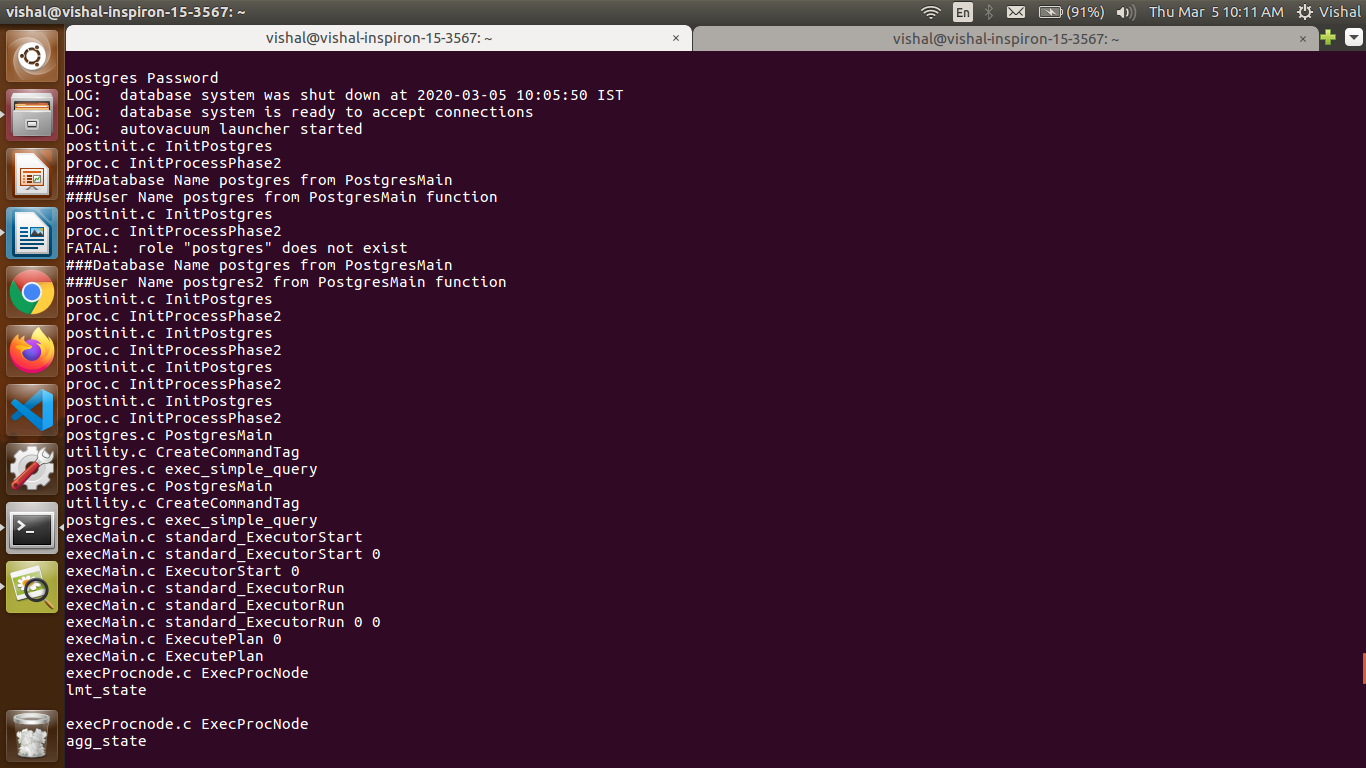 vishal@vishal-inspiron-15-3567: ~
En
(91%)
Thu Mar 5 10:11 AM
Vishal
vishal@vishal-inspiron-15-3567: ~ ×
vishal@vishal-inspiron-15-3567: ~ ×
postgres Password
LOG:  database system was shut down at 2020-03-05 10:05:50 IST
LOG:  database system is ready to accept connections
LOG:  autovacuum launcher started
postinit.c InitPostgres
proc.c InitProcessPhase2
###Database Name postgres from PostgresMain
###User Name postgres from PostgresMain function
postinit.c InitPostgres
proc.c InitProcessPhase2
FATAL:  role "postgres" does not exist
###Database Name postgres from PostgresMain
###User Name postgres2 from PostgresMain function
postinit.c InitPostgres
proc.c InitProcessPhase2
postinit.c InitPostgres
proc.c InitProcessPhase2
postinit.c InitPostgres
proc.c InitProcessPhase2
postinit.c InitPostgres
proc.c InitProcessPhase2
postgres.c PostgresMain
utility.c CreateCommandTag
postgres.c exec_simple_query
postgres.c PostgresMain
utility.c CreateCommandTag
postgres.c exec_simple_query
execMain.c standard_ExecutorStart
execMain.c standard_ExecutorStart 0
execMain.c ExecutorStart 0
execMain.c standard_ExecutorRun
execMain.c standard_ExecutorRun
execMain.c standard_ExecutorRun 0 0
execMain.c ExecutePlan 0
execMain.c ExecutePlan
execProcnode.c ExecProcNode
lmt_state
execProcnode.c ExecProcNode
agg_state